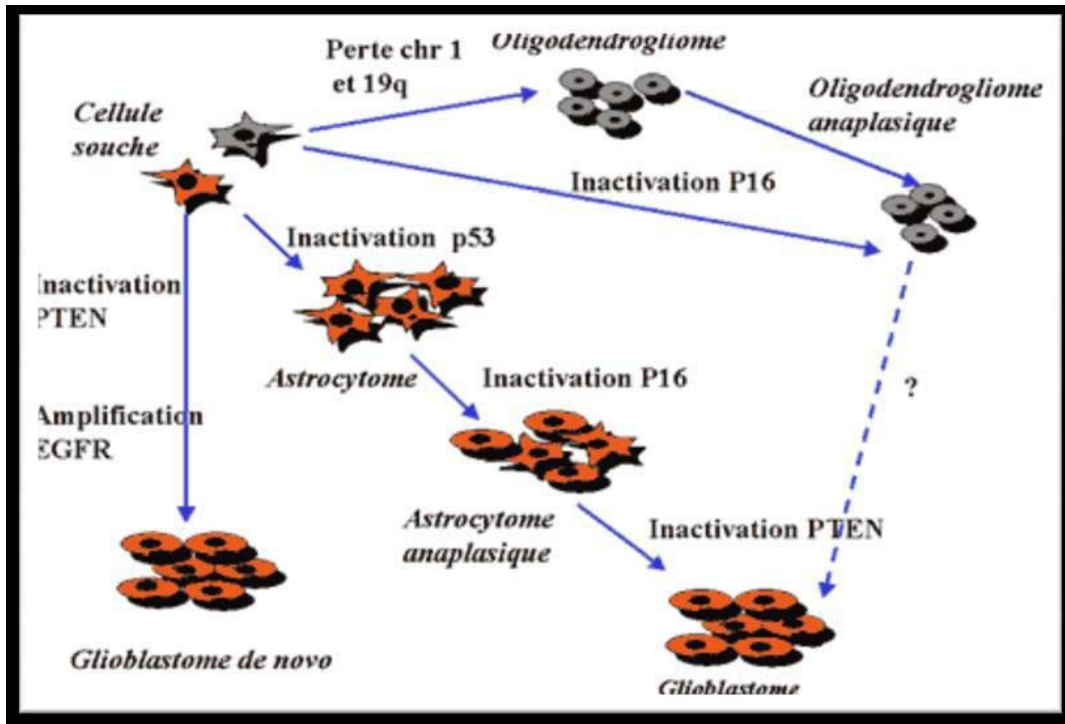 Perte chr 1
et 19q
Oligodendrogliome
Oligodendrogliome
anaplasique
Cellule
souche
Inactivation P16
Inactivation p53
Inactivation
PTEN
Astrocytome
Inactivation P16
?
Amplification
EGFR
Astrocytome
anaplasique
Inactivation PTEN
Glioblastome de novo
Glioblastome